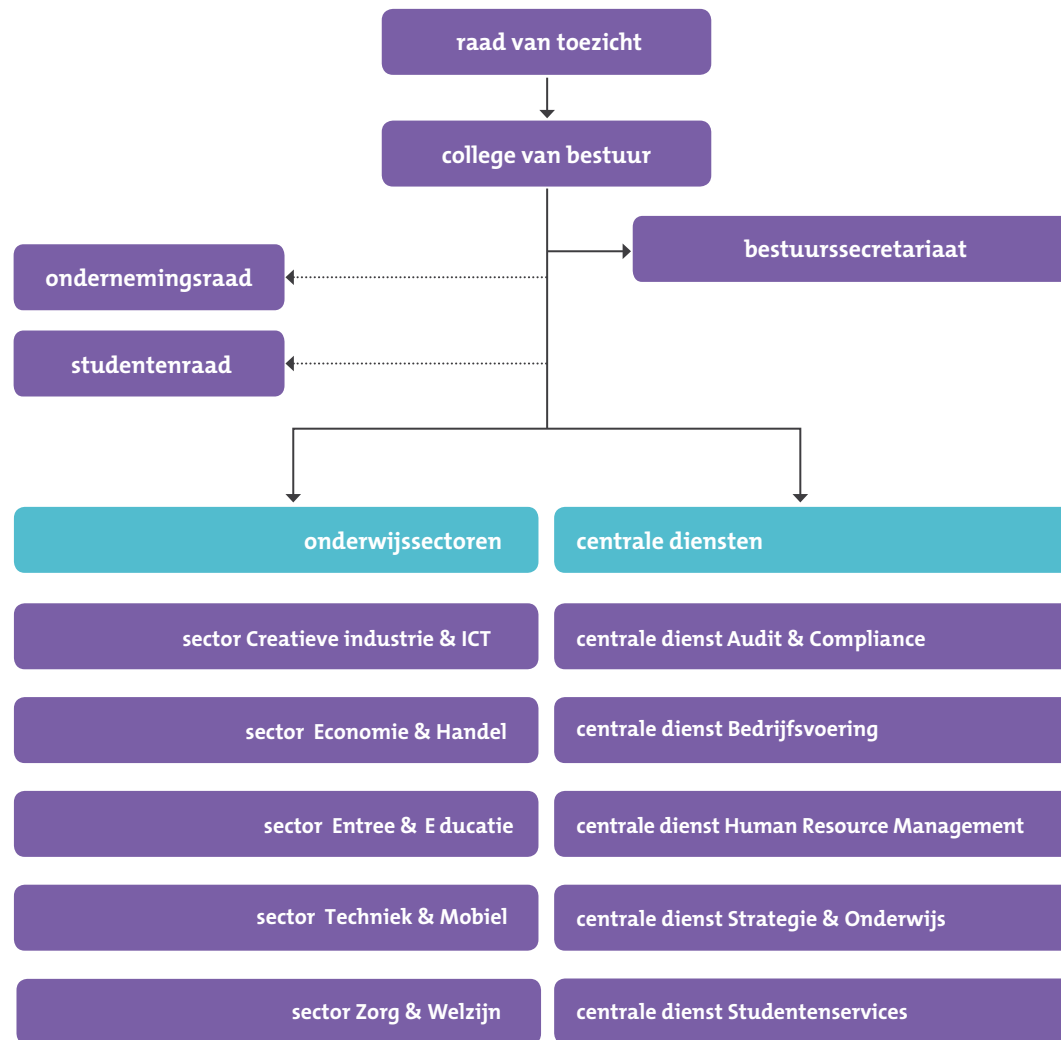 raad van toezicht
college van bestuur
bestuurssecretariaat
ondernemingsraad
studentenraad
onderwijssectoren
centrale diensten
sector Creatieve industrie & ICT
centrale dienst Audit & Compliance
sector Economie & Handel
centrale dienst Bedrijfsvoering
sector Entree & E ducatie
centrale dienst Human Resource Management
sector Techniek & Mobiel
centrale dienst Strategie & Onderwijs
sector Zorg & Welzijn
centrale dienst Studentenservices